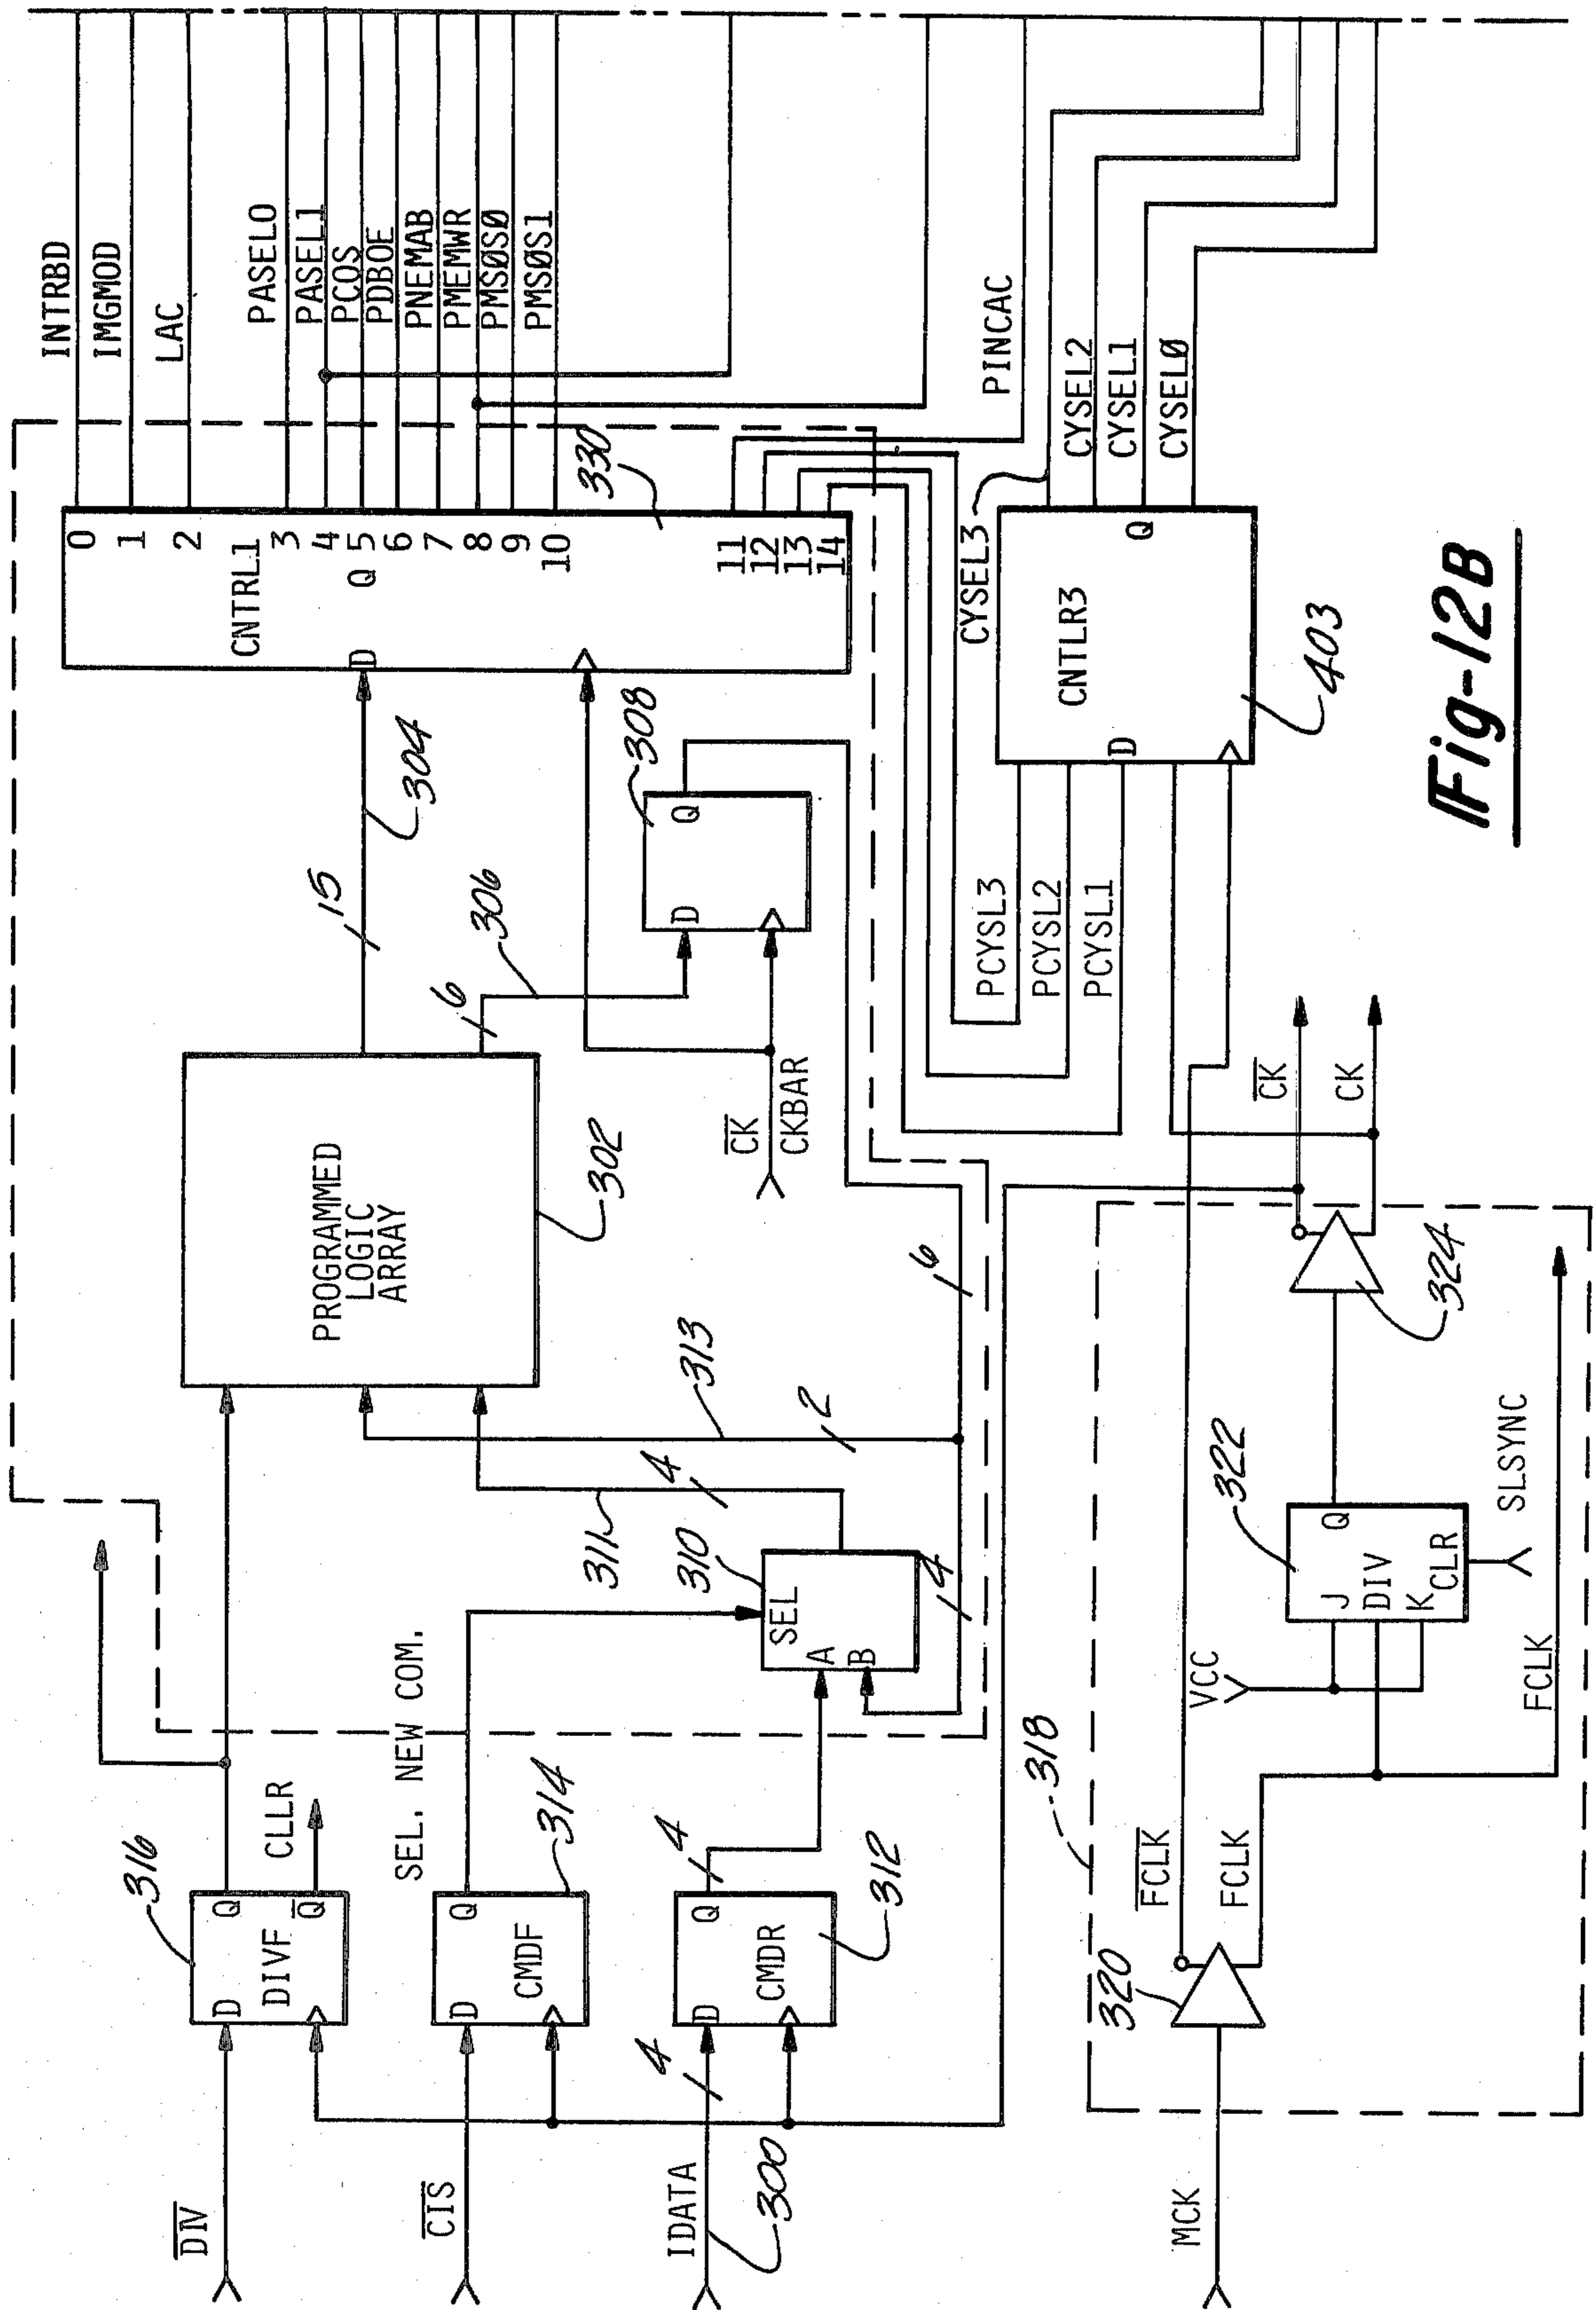 INTRBD
IMGMOD
LAC
PASELO
PASEL1
PCOS
PDBOE
PNEMAB
PMEMWR
PMSØSØ
PMSØS1
0
1
2
3
4
5
6
7
8
9
10
11
12
13
14
CNTRL1
D
Q
330
304
15
306
6
308
D
Q
PROGRAMMED
LOGIC
ARRAY
302
CK
CKBAR
313
2
6
311
4
310
SEL
A
B
4
316
D
Q
DIVF
Q
CLLR
DIV
SEL. NEW COM.
314
D
Q
CMDF
CIS
312
D
Q
CMDR
4
4
IDATA
300
PINCAC
CYSEL3
CYSEL2
CYSEL1
CYSELØ
CNTLR3
D
Q
403
PCYSL3
PCYSL2
PCYSL1
CK
CK
318
MCK
320
FCLK
FCLK
VCC
322
J
DIV
K
Q
CLR
SLSYNC
324
FCLK
Fig-12B